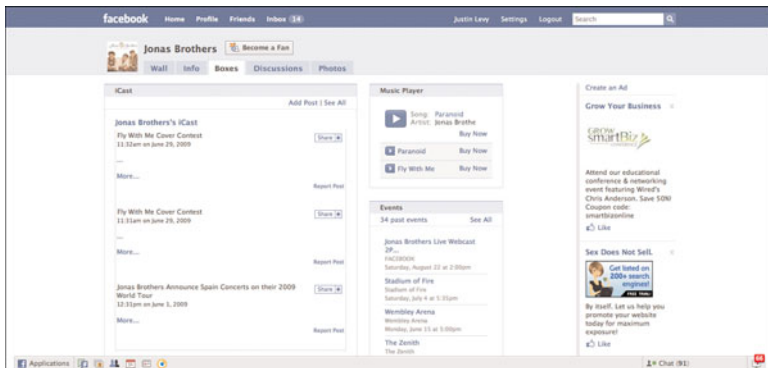 facebook Home Profile Friends Inbox 14 Justin Levy Settings Logout Search
Jonas Brothers Become a Fan
Wall Info Boxes Discussions Photos
iCast
Add Post | See All
Jonas Brothers's iCast
Fly With Me Cover Contest Share +
11:32am on June 29, 2009
...
More...
Report Post
Fly With Me Cover Contest Share +
11:31am on June 29, 2009
...
More...
Report Post
Jonas Brothers Announce Spain Concerts on their 2009 Share +
World Tour
12:31pm on June 3, 2009
More...
Report Post
Music Player
Song: Paranoid
Artist: Jonas Brothe
Buy Now
Paranoid Buy Now
Fly With Me Buy Now
Events
34 past events See All
Jonas Brothers Live Webcast
2P...
FACEBOOK
Saturday, August 22 at 2:00pm
Stadium of Fire
Stadium of Fire
Saturday, July 4 at 5:31pm
Wembley Arena
Wembley Arena
Monday, June 15 at 5:00pm
The Zenith
The Zenith
Create an Ad
Grow Your Business x
GROW
smartBiz
CONFERENCE
Attend our educational
conference & networking
event featuring Wired's
Chris Anderson. Save 50%!
Coupon code:
smartbizonline
Like
Sex Does Not Sell. x
Get listed on
200+ search
engines!
FREE TRIAL
By itself. Let us help you
promote your website
today for maximum
exposure!
Like
Applications Chat (91)